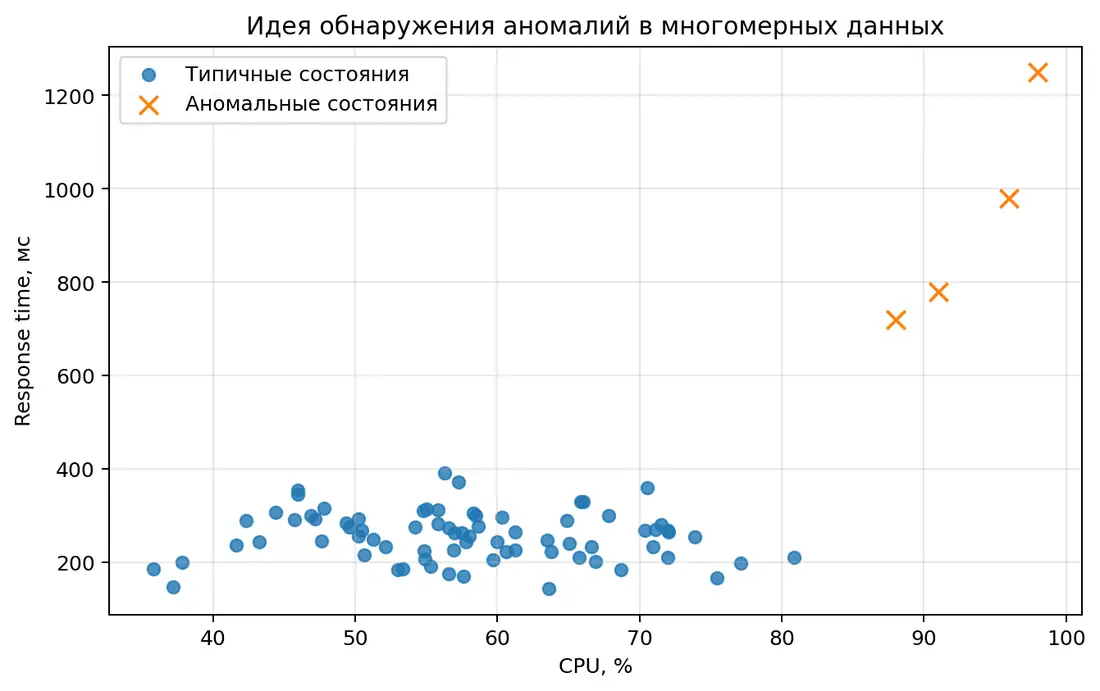 Идея обнаружения аномалий в многомерных данных
Типичные состояния
Аномальные состояния
Response time, мс
1200
1000
800
600
400
200
40 50 60 70 80 90 100
CPU, %